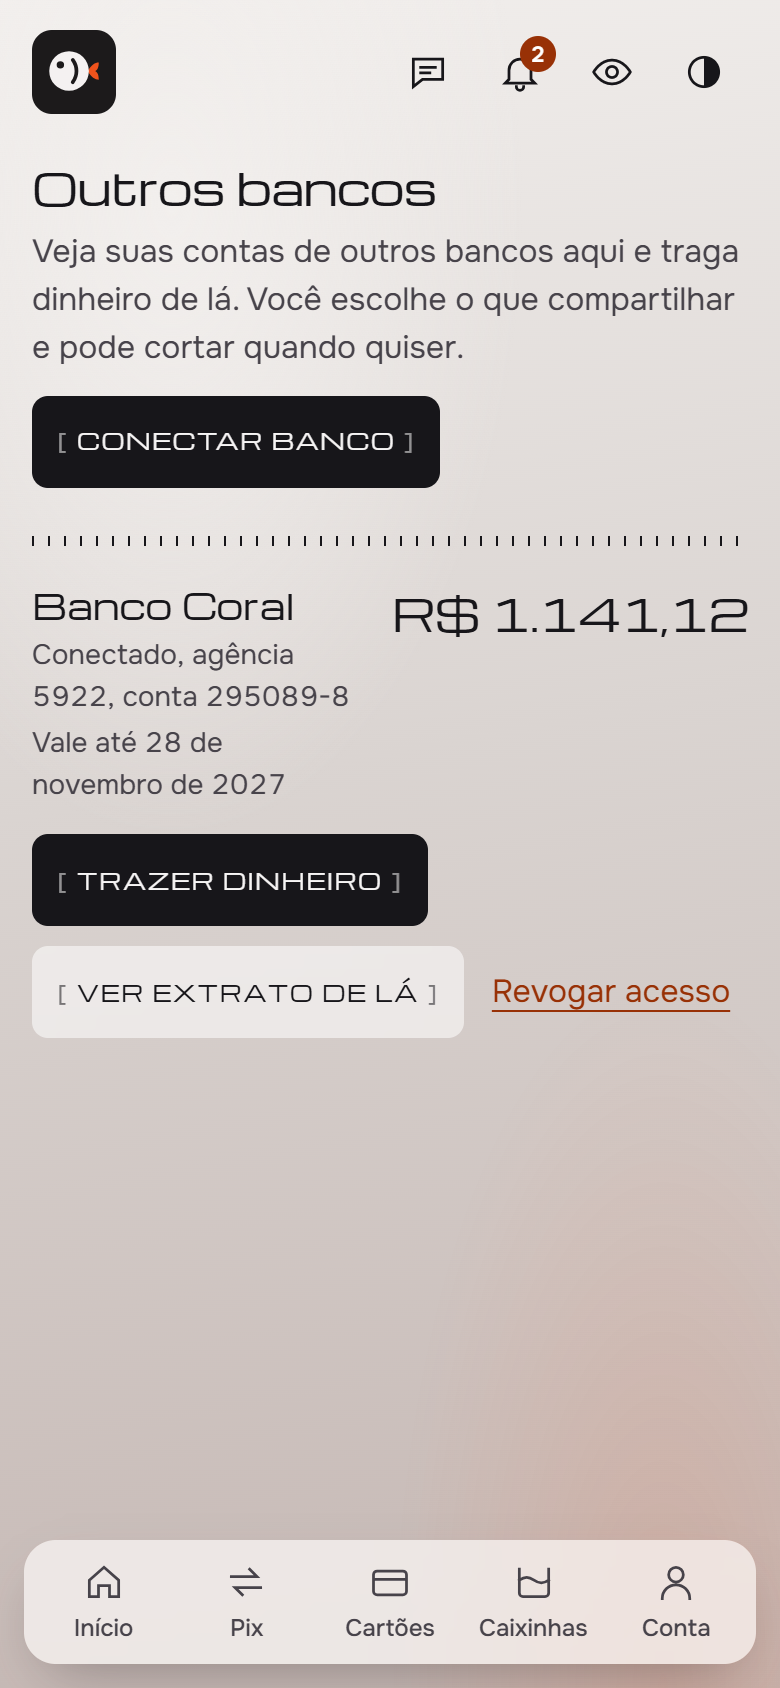 2
Outros bancos
Veja suas contas de outros bancos aqui e traga
dinheiro de lá. Você escolhe o que compartilhar
e pode cortar quando quiser.
[ CONECTAR BANCO ]
Banco Coral
R$ 1.141,12
Conectado, agência
5922, conta 295089-8
Vale até 28 de
novembro de 2027
[ TRAZER DINHEIRO ]
[ VER EXTRATO DE LÁ ]
Revogar acesso
Início
Pix
Cartões
Caixinhas
Conta